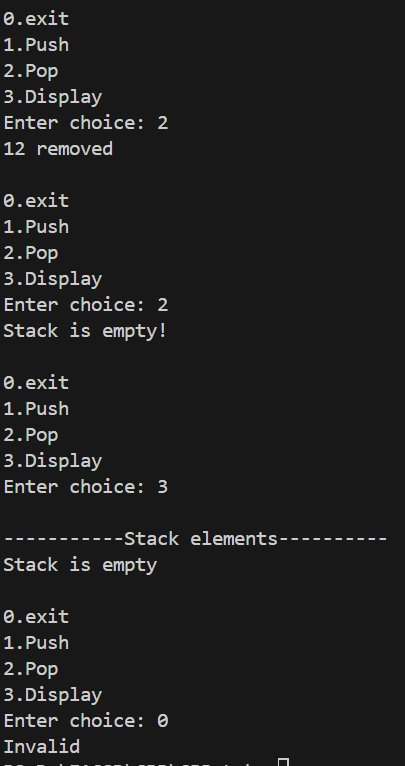 0.exit
1.Push
2.Pop
3.Display
Enter choice: 2
12 removed
0.exit
1.Push
2.Pop
3.Display
Enter choice: 2
Stack is empty!
0.exit
1.Push
2.Pop
3.Display
Enter choice: 3
-----------Stack elements----------
Stack is empty
0.exit
1.Push
2.Pop
3.Display
Enter choice: 0
Invalid